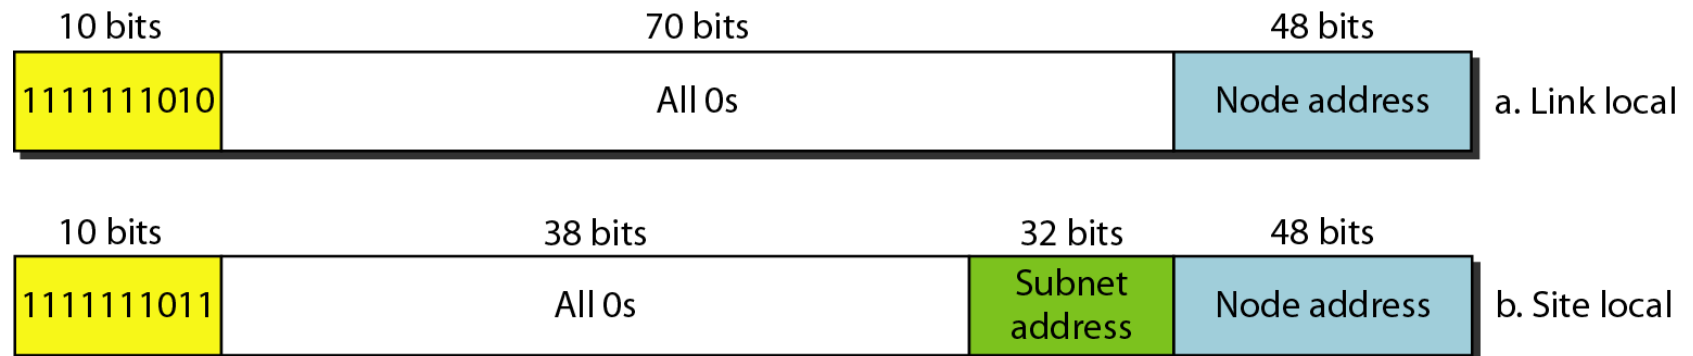 10 bits 70 bits 48 bits
1111111010 All 0s Node address a. Link local
10 bits 38 bits 32 bits 48 bits
1111111011 All 0s Subnet address Node address b. Site local